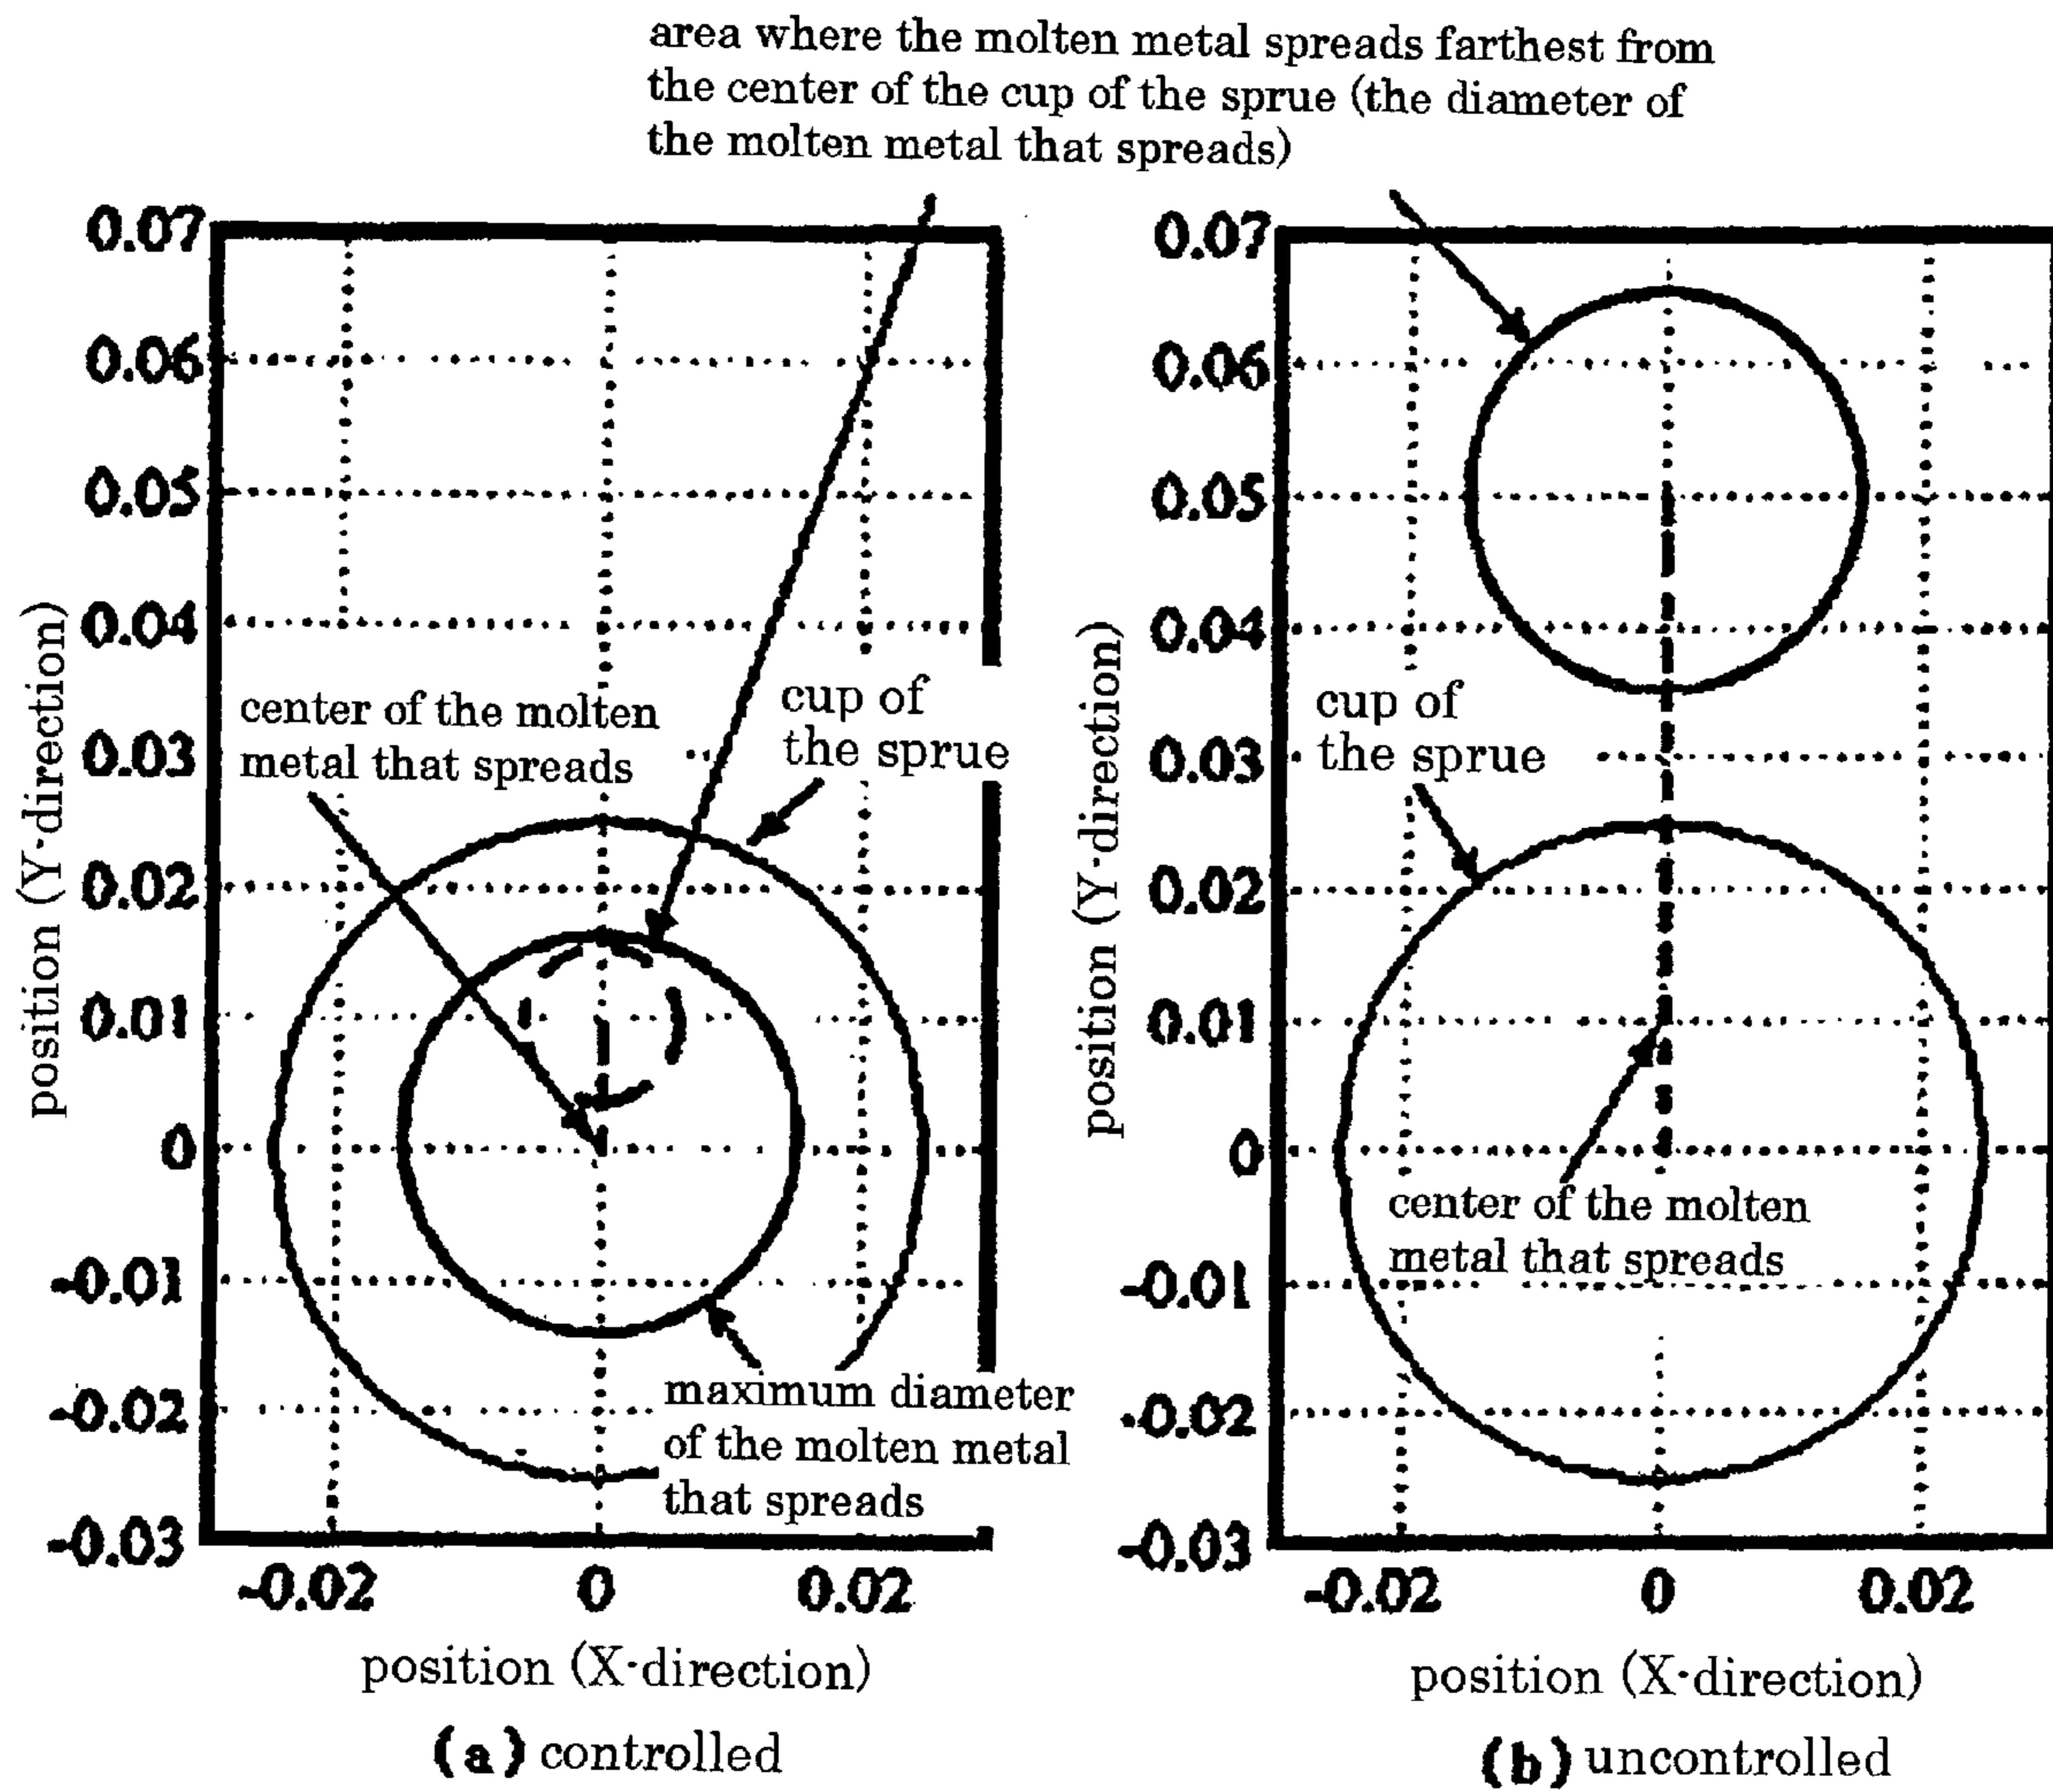 area where the molten metal spreads farthest from
the center of the cup of the sprue (the diameter of
the molten metal that spreads)
0.07
0.06
0.05
0.04
0.03
0.02
0.01
0
-0.01
-0.02
-0.03
position (Y-direction)
center of the molten
metal that spreads
cup of
the sprue
maximum diameter
of the molten metal
that spreads
-0.02
0
0.02
position (X-direction)
(a) controlled
0.07
0.06
0.05
0.04
0.03
0.02
0.01
0
-0.01
-0.02
-0.03
position (Y-direction)
cup of
the sprue
center of the molten
metal that spreads
-0.02
0
0.02
position (X-direction)
(b) uncontrolled